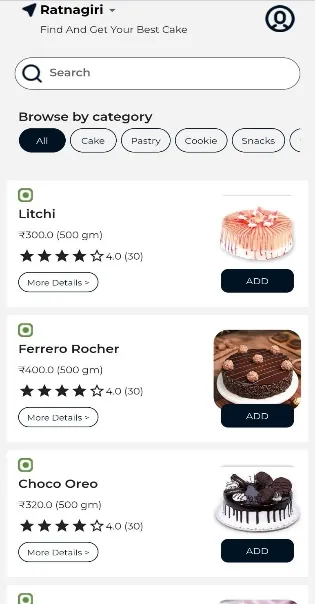 Ratnagiri
Find And Get Your Best Cake
Search
Browse by category
All Cake Pastry Cookie Snacks
Litchi
₹300.0 (500 gm)
4.0 (30)
More Details >
ADD
Ferrero Rocher
₹400.0 (500 gm)
4.0 (30)
More Details >
ADD
Choco Oreo
₹320.0 (500 gm)
4.0 (30)
More Details >
ADD